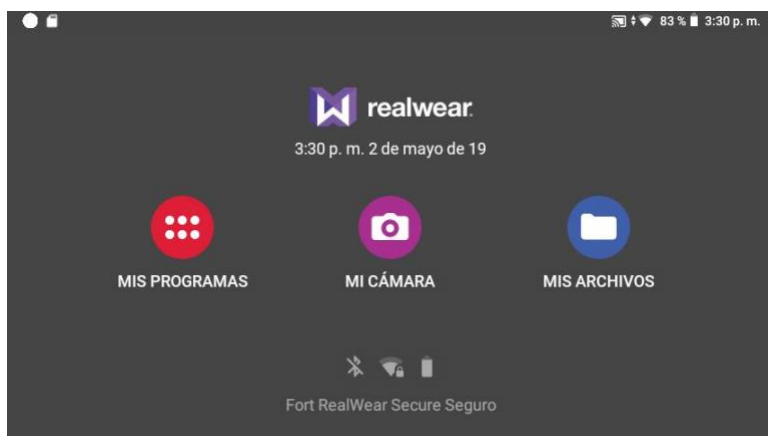 83 % 3:30 p. m.
realwear
3:30 p. m. 2 de mayo de 19
MIS PROGRAMAS MI CÁMARA MIS ARCHIVOS
Fort RealWear Secure Seguro